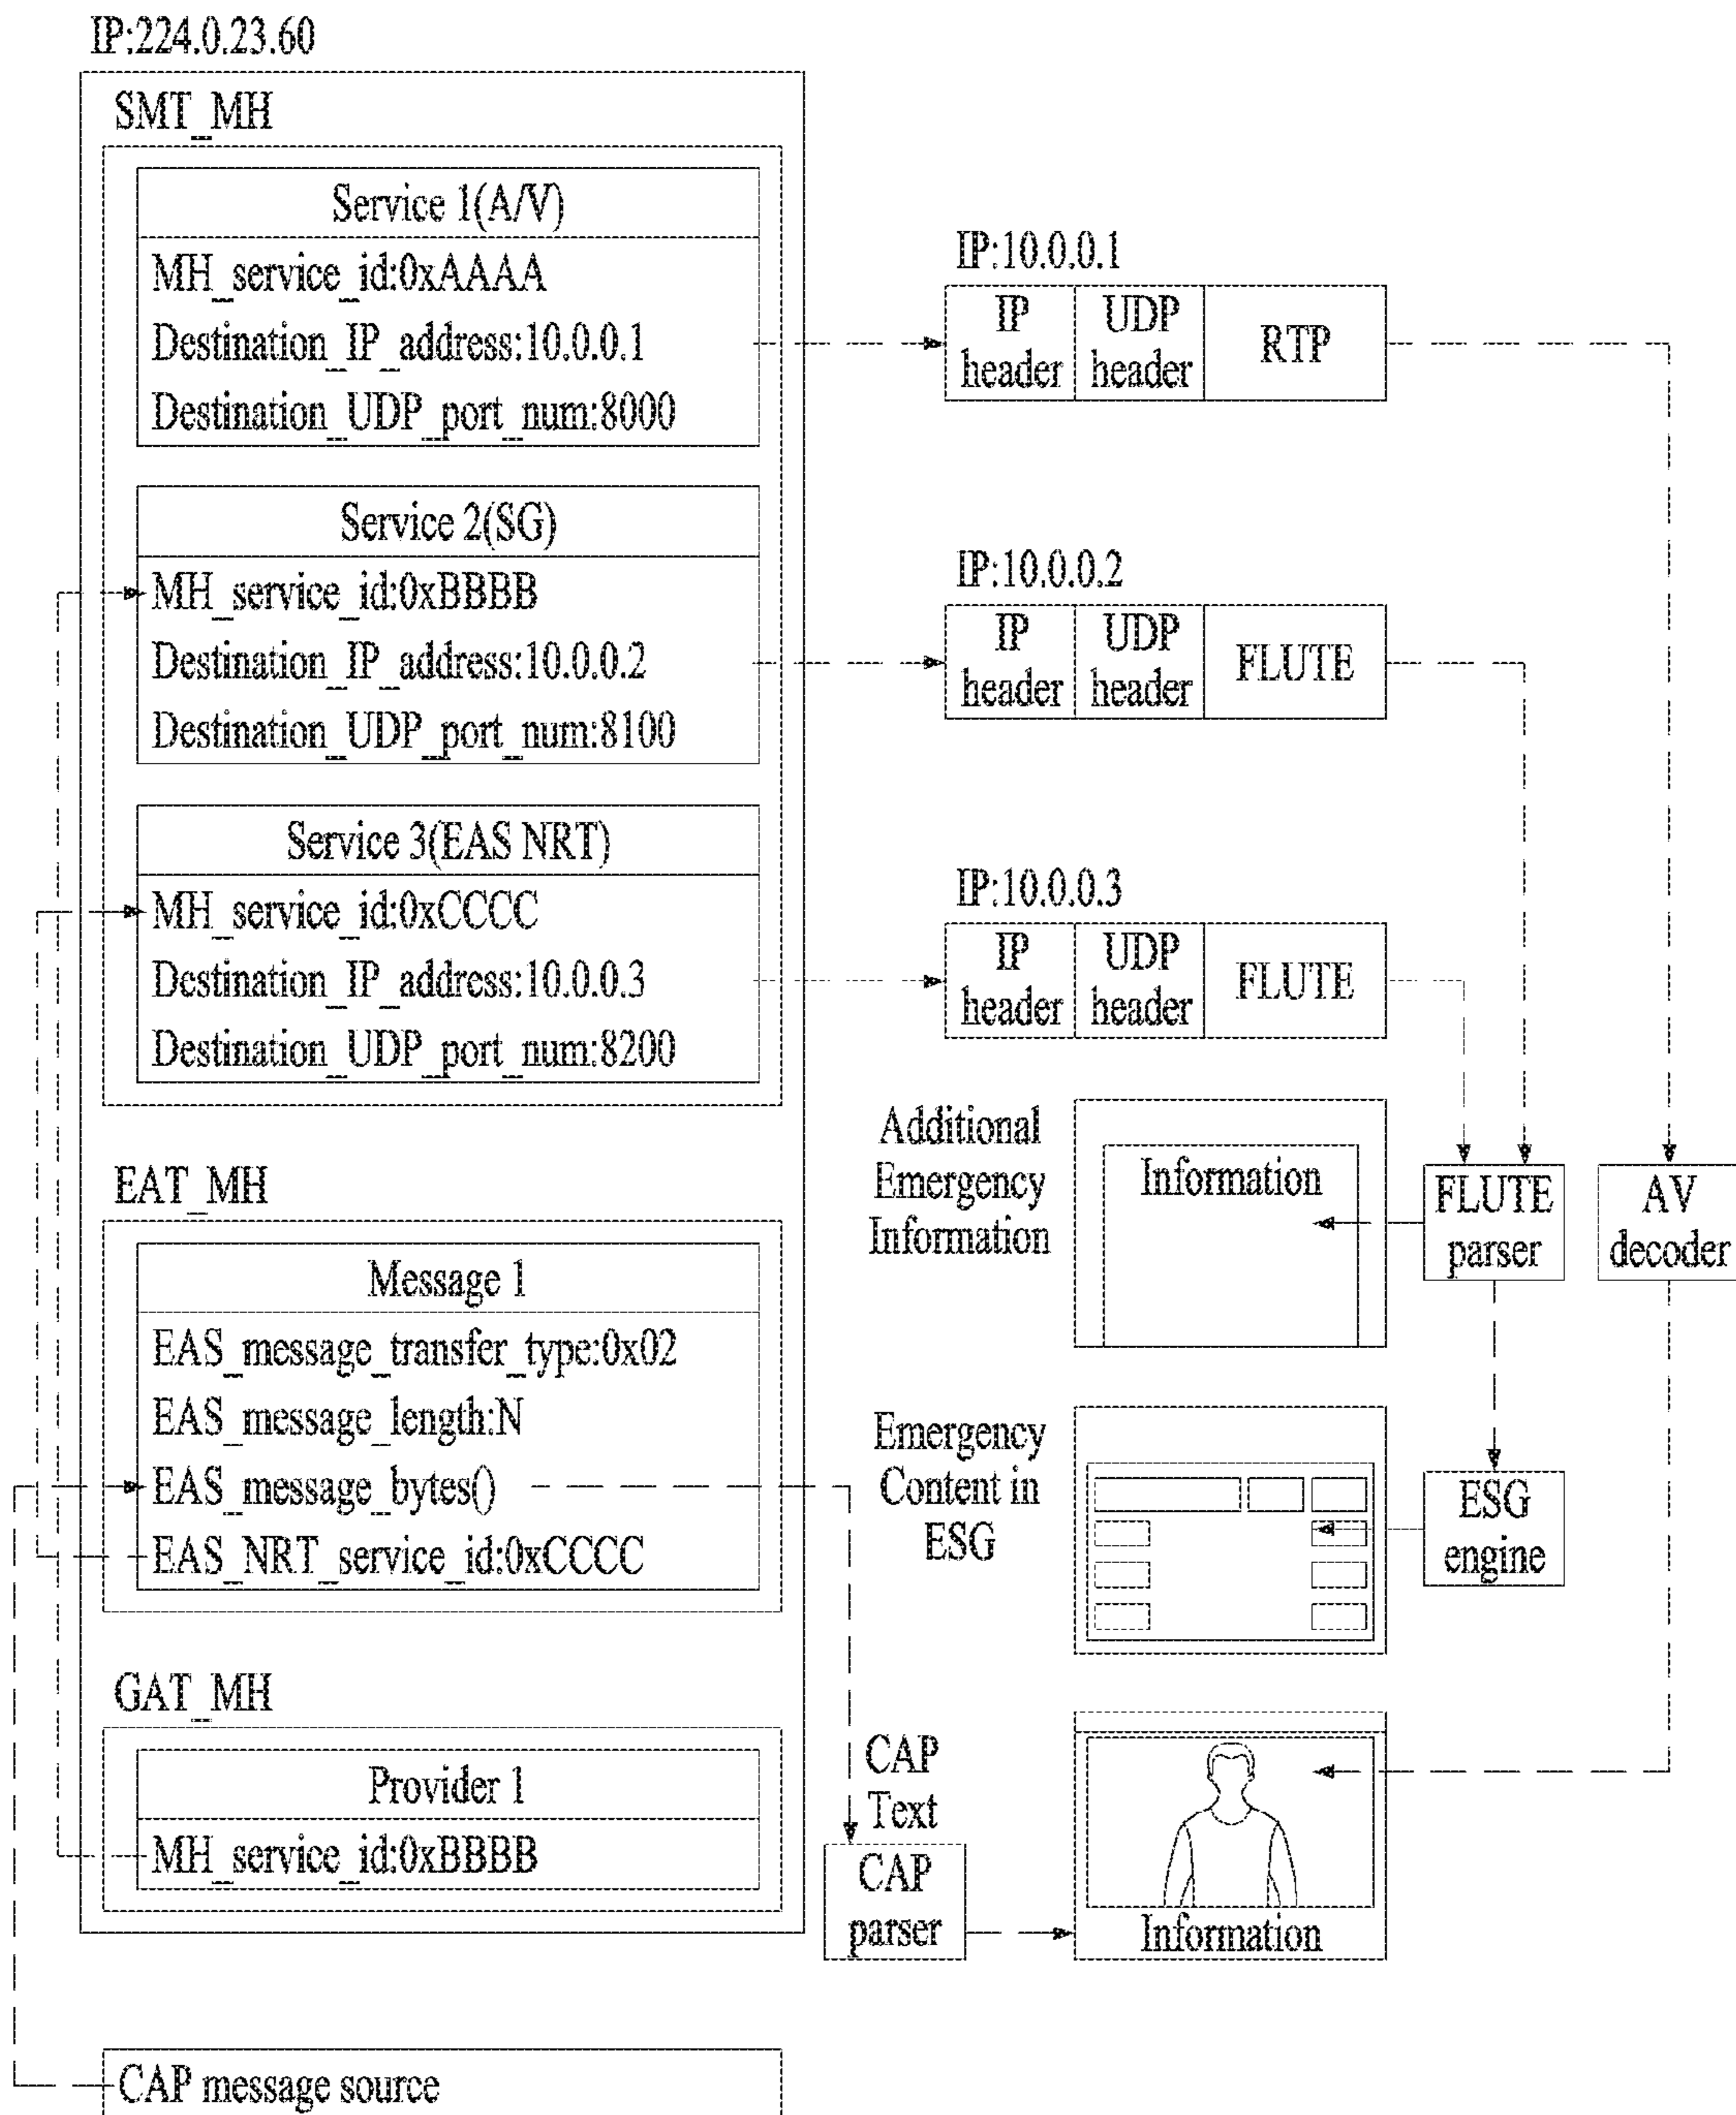 IP:224.0.23.60
SMT_MH
Service 1(A/V)
MH_service_id:0xAAAA
Destination_IP_address:10.0.0.1
Destination_UDP_port_num:8000
Service 2(SG)
MH_service_id:0xBBBB
Destination_IP_address:10.0.0.2
Destination_UDP_port_num:8100
Service 3(EAS NRT)
MH_service_id:0xCCCC
Destination_IP_address:10.0.0.3
Destination_UDP_port_num:8200
EAT_MH
Message 1
EAS_message_transfer_type:0x02
EAS_message_length:N
EAS_message_bytes()
EAS_NRT_service_id:0xCCCC
GAT_MH
Provider 1
MH_service_id:0xBBBB
CAP message source
IP:10.0.0.1
IP
header
UDP
header
RTP
IP:10.0.0.2
IP
header
UDP
header
FLUTE
IP:10.0.0.3
IP
header
UDP
header
FLUTE
Additional
Emergency
Information
Information
FLUTE
parser
AV
decoder
Emergency
Content in
ESG
ESG
engine
CAP
Text
CAP
parser
Information